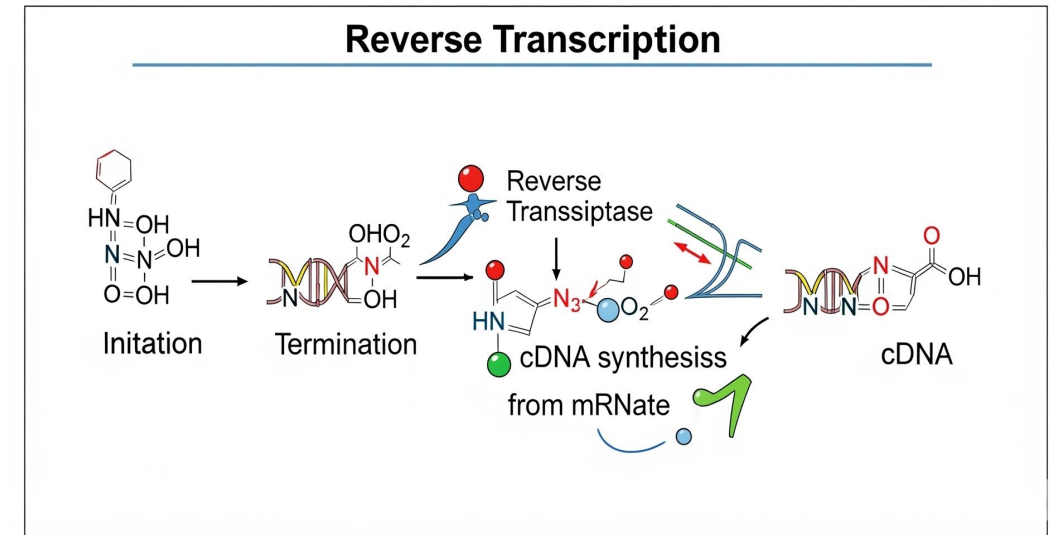 Reverse Transcription
HN=OH
N=N=OH
O=OH
Initation
OHO2
N
OH
N
Termination
Reverse
Transsiptase
N3
O2
HN
cDNA synthesiss
from mRNate
O
N
OH
N N=O
cDNA